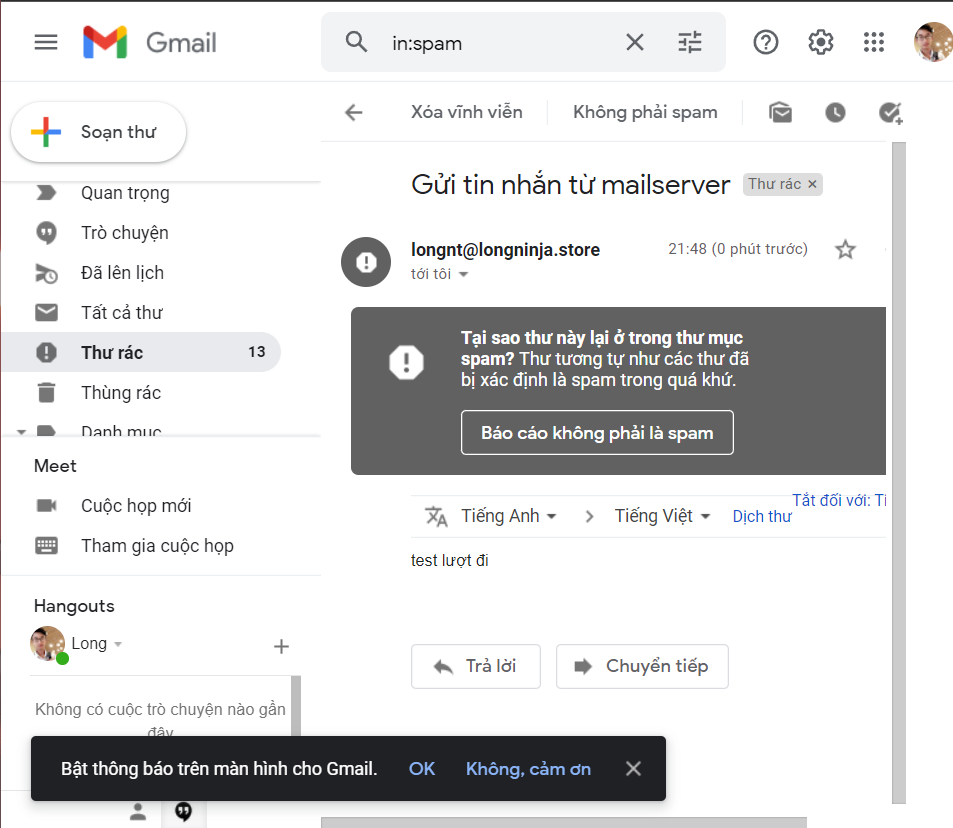 Gmail
in:spam
Soạn thư
Xóa vĩnh viễn
Không phải spam
Quan trọng
Trò chuyện
Đã lên lịch
Tất cả thư
Thư rác 13
Thùng rác
Danh mục
Meet
Cuộc họp mới
Tham gia cuộc họp
Hangouts
Long
Không có cuộc trò chuyện nào gần
đây
Gửi tin nhắn từ mailserver Thư rác ×
longnt@longninja.store 21:48 (0 phút trước)
tới tôi
Tại sao thư này lại ở trong thư mục
spam? Thư tương tự như các thư đã
bị xác định là spam trong quá khứ.
Báo cáo không phải là spam
Tiếng Anh > Tiếng Việt Dịch thư
Tắt đối với: Ti
test lượt đi
Trả lời
Chuyển tiếp
Bật thông báo trên màn hình cho Gmail. OK Không, cảm ơn